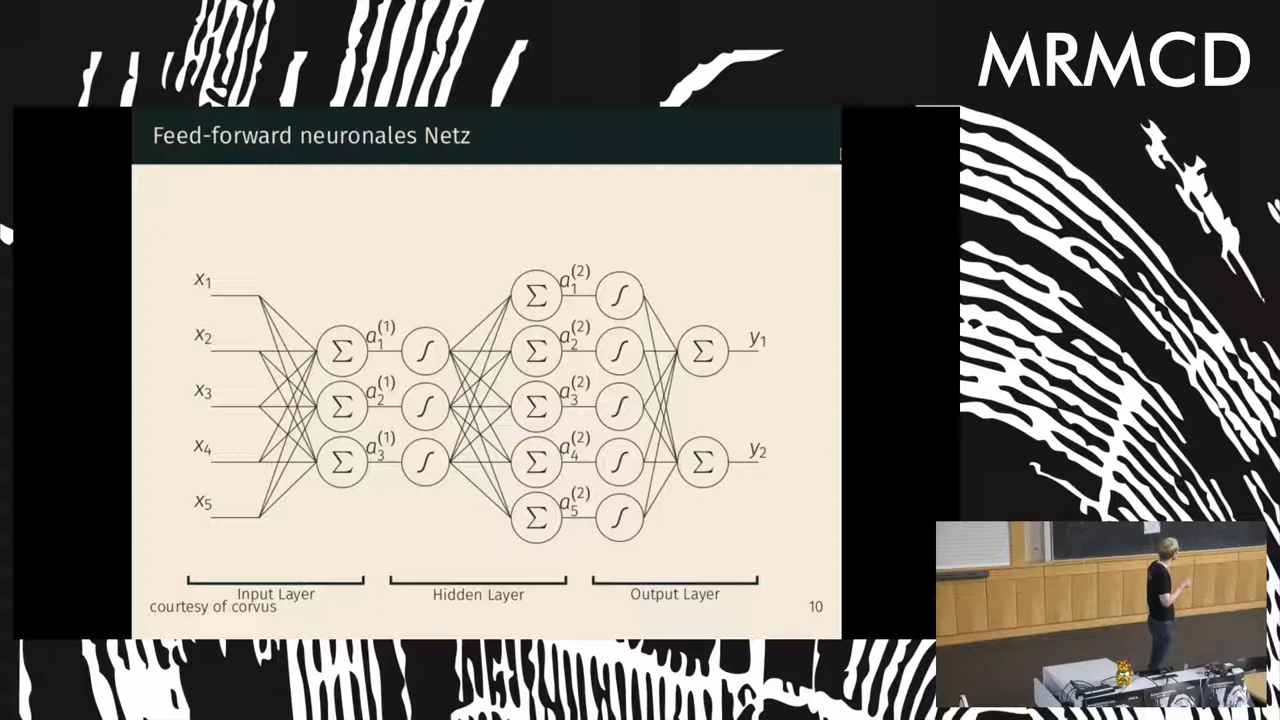 MRMCD
Feed-forward neuronales Netz
x1
x2
x3
x4
x5
Σ
Σ
Σ
a1(1)
a2(1)
a3(1)
∫
∫
∫
Σ
Σ
Σ
Σ
Σ
a1(2)
a2(2)
a3(2)
a4(2)
a5(2)
∫
∫
∫
∫
∫
Σ
Σ
y1
y2
Input Layer
Hidden Layer
Output Layer
courtesy of corvus
10